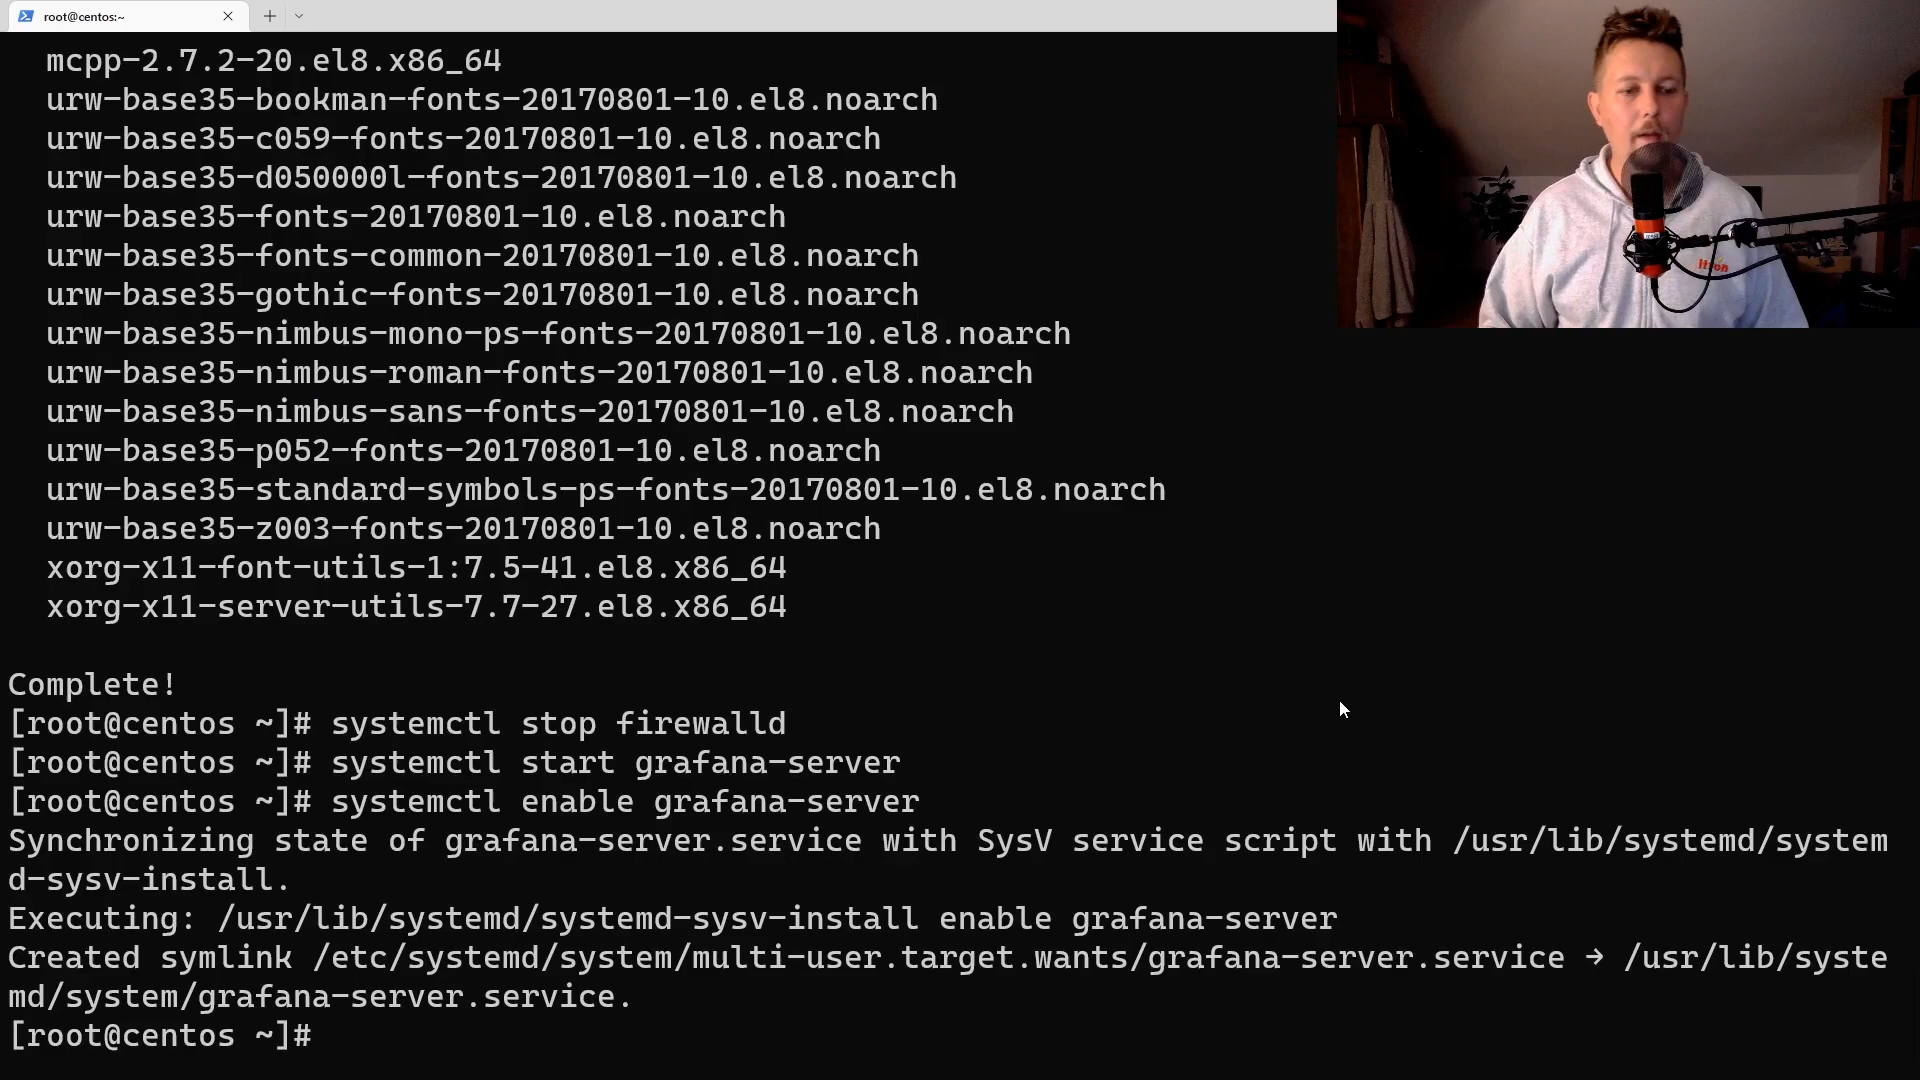 root@centos:~
mcpp-2.7.2-20.el8.x86_64
urw-base35-bookman-fonts-20170801-10.el8.noarch
urw-base35-c059-fonts-20170801-10.el8.noarch
urw-base35-d050000l-fonts-20170801-10.el8.noarch
urw-base35-fonts-20170801-10.el8.noarch
urw-base35-fonts-common-20170801-10.el8.noarch
urw-base35-gothic-fonts-20170801-10.el8.noarch
urw-base35-nimbus-mono-ps-fonts-20170801-10.el8.noarch
urw-base35-nimbus-roman-fonts-20170801-10.el8.noarch
urw-base35-nimbus-sans-fonts-20170801-10.el8.noarch
urw-base35-p052-fonts-20170801-10.el8.noarch
urw-base35-standard-symbols-ps-fonts-20170801-10.el8.noarch
urw-base35-z003-fonts-20170801-10.el8.noarch
xorg-x11-font-utils-1:7.5-41.el8.x86_64
xorg-x11-server-utils-7.7-27.el8.x86_64
Complete!
[root@centos ~]# systemctl stop firewalld
[root@centos ~]# systemctl start grafana-server
[root@centos ~]# systemctl enable grafana-server
Synchronizing state of grafana-server.service with SysV service script with /usr/lib/systemd/system
d-sysv-install.
Executing: /usr/lib/systemd/systemd-sysv-install enable grafana-server
Created symlink /etc/systemd/system/multi-user.target.wants/grafana-server.service → /usr/lib/syste
md/system/grafana-server.service.
[root@centos ~]#
Itron